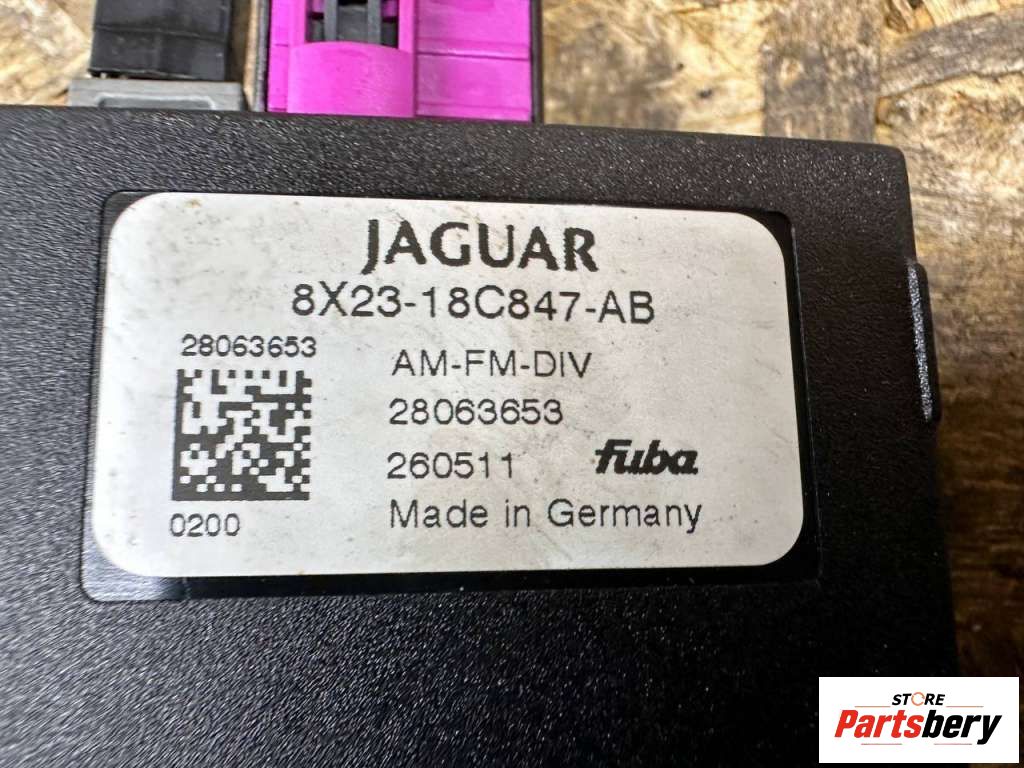 JAGUAR
8X23-18C847-AB
28063653
AM-FM-DIV
28063653
260511 fuba
0200
Made in Germany
STORE
Partsbery